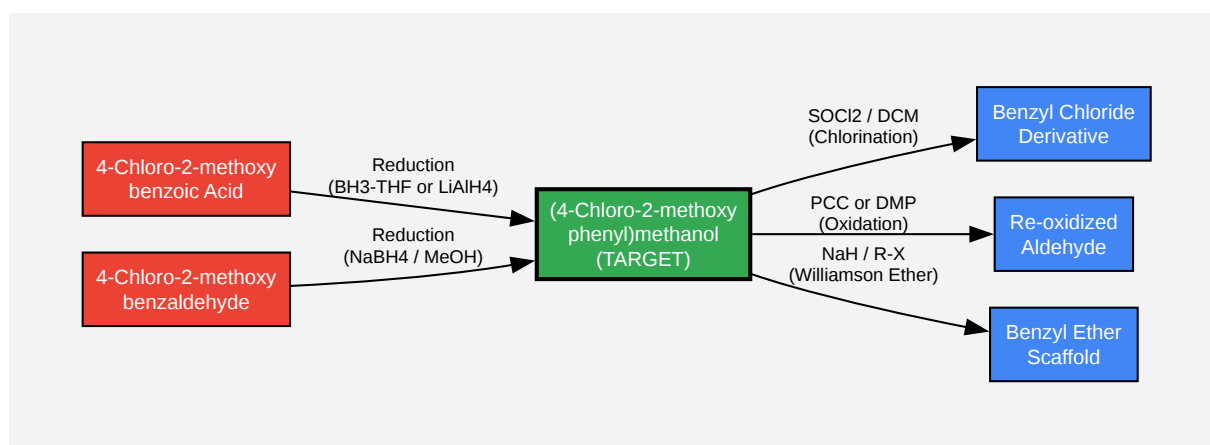 4-Chloro-2-methoxy
benzoic Acid
Reduction
(BH3-THF or LiAlH4)
4-Chloro-2-methoxy
benzaldehyde
Reduction
(NaBH4 / MeOH)
(4-Chloro-2-methoxy
phenyl)methanol
(TARGET)
SOCl2 / DCM
(Chlorination)
Benzyl Chloride
Derivative
PCC or DMP
(Oxidation)
Re-oxidized
Aldehyde
NaH / R-X
(Williamson Ether)
Benzyl Ether
Scaffold